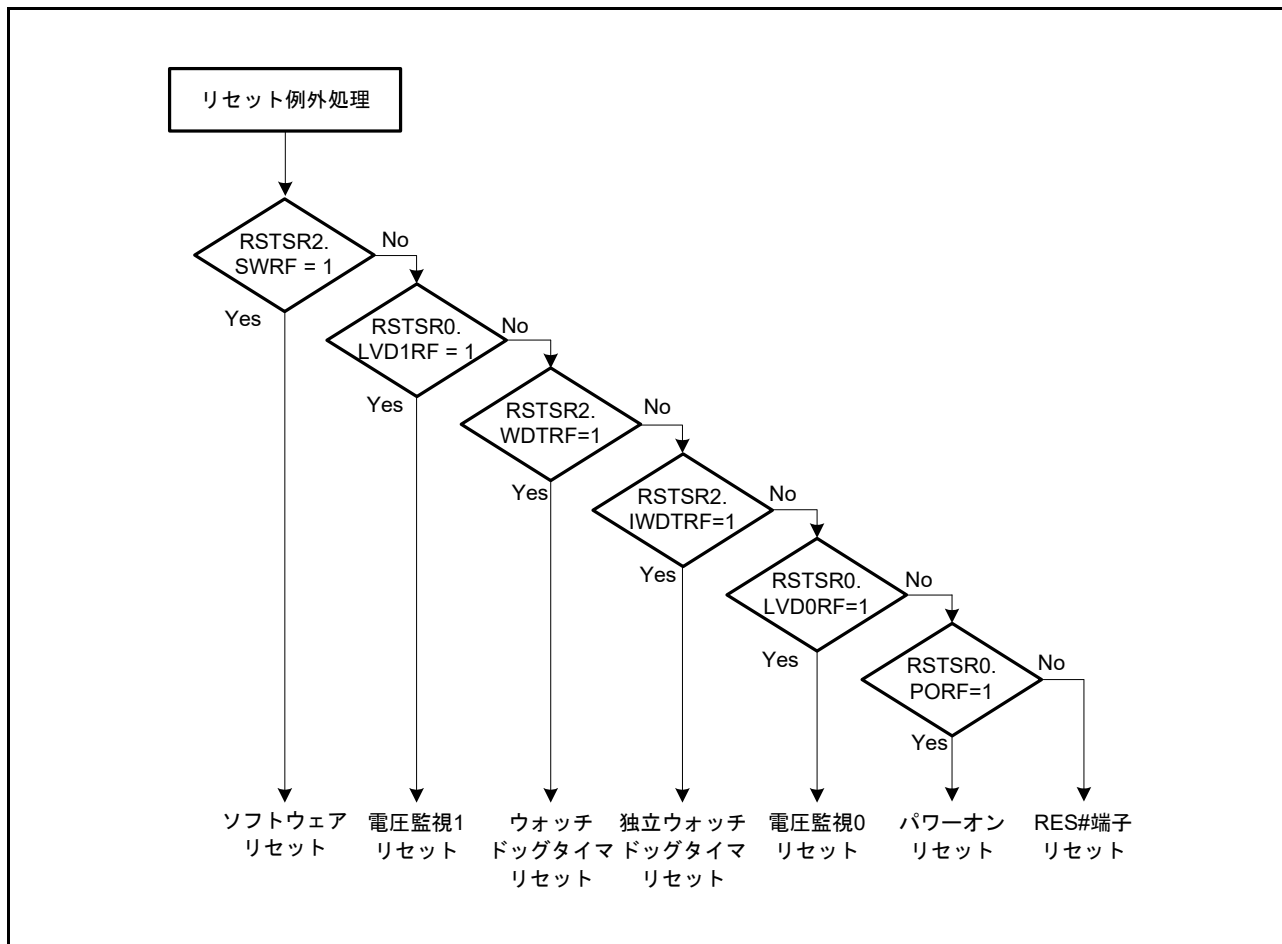 リセット例外処理
RSTSR2.
SWRF = 1
No
Yes
RSTSR0.
LVD1RF = 1
No
Yes
RSTSR2.
WDTRF=1
No
Yes
RSTSR2.
IWDTRF=1
No
Yes
RSTSR0.
LVD0RF=1
No
Yes
RSTSR0.
PORF=1
No
Yes
ソフトウェア
リセット
電圧監視1
リセット
ウォッチ
ドッグタイマ
リセット
独立ウォッチ
ドッグタイマ
リセット
電圧監視0
リセット
パワーオン
リセット
RES#端子
リセット